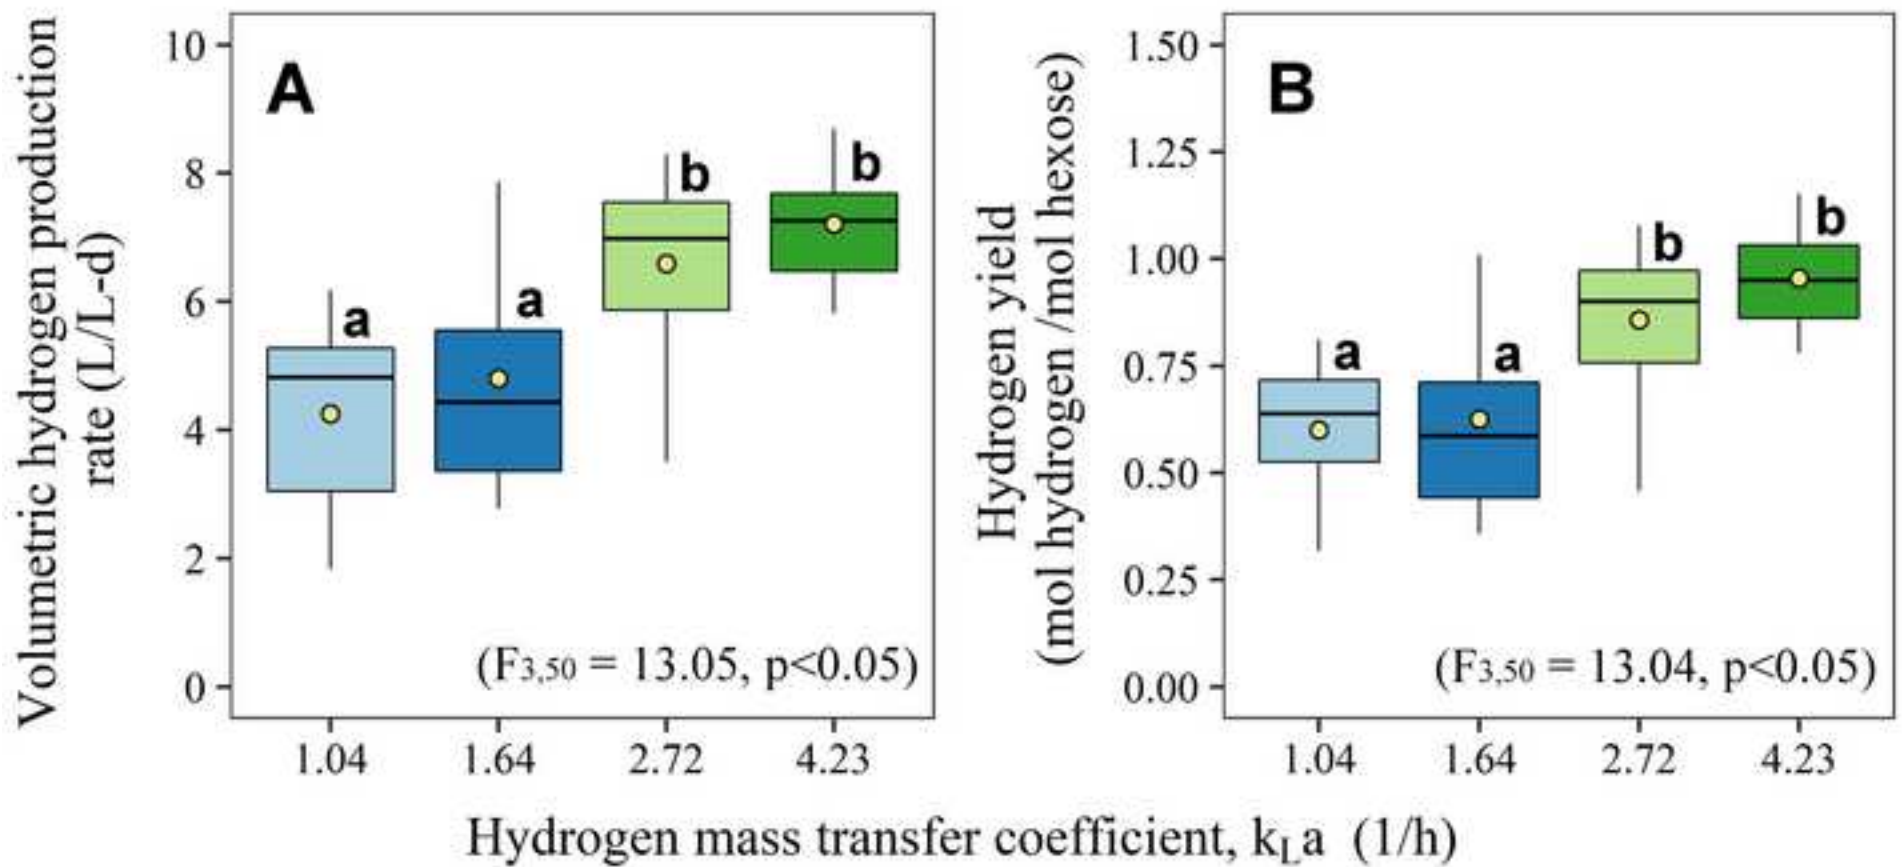 Volumetric hydrogen production
rate (L/L-d)
10
8
6
4
2
0
A
a
a
b
b
(F3,50 = 13.05, p<0.05)
1.04 1.64 2.72 4.23
Hydrogen yield
(mol hydrogen /mol hexose)
1.50
1.25
1.00
0.75
0.50
0.25
0.00
B
a
a
b
b
(F3,50 = 13.04, p<0.05)
1.04 1.64 2.72 4.23
Hydrogen mass transfer coefficient, kLa (1/h)